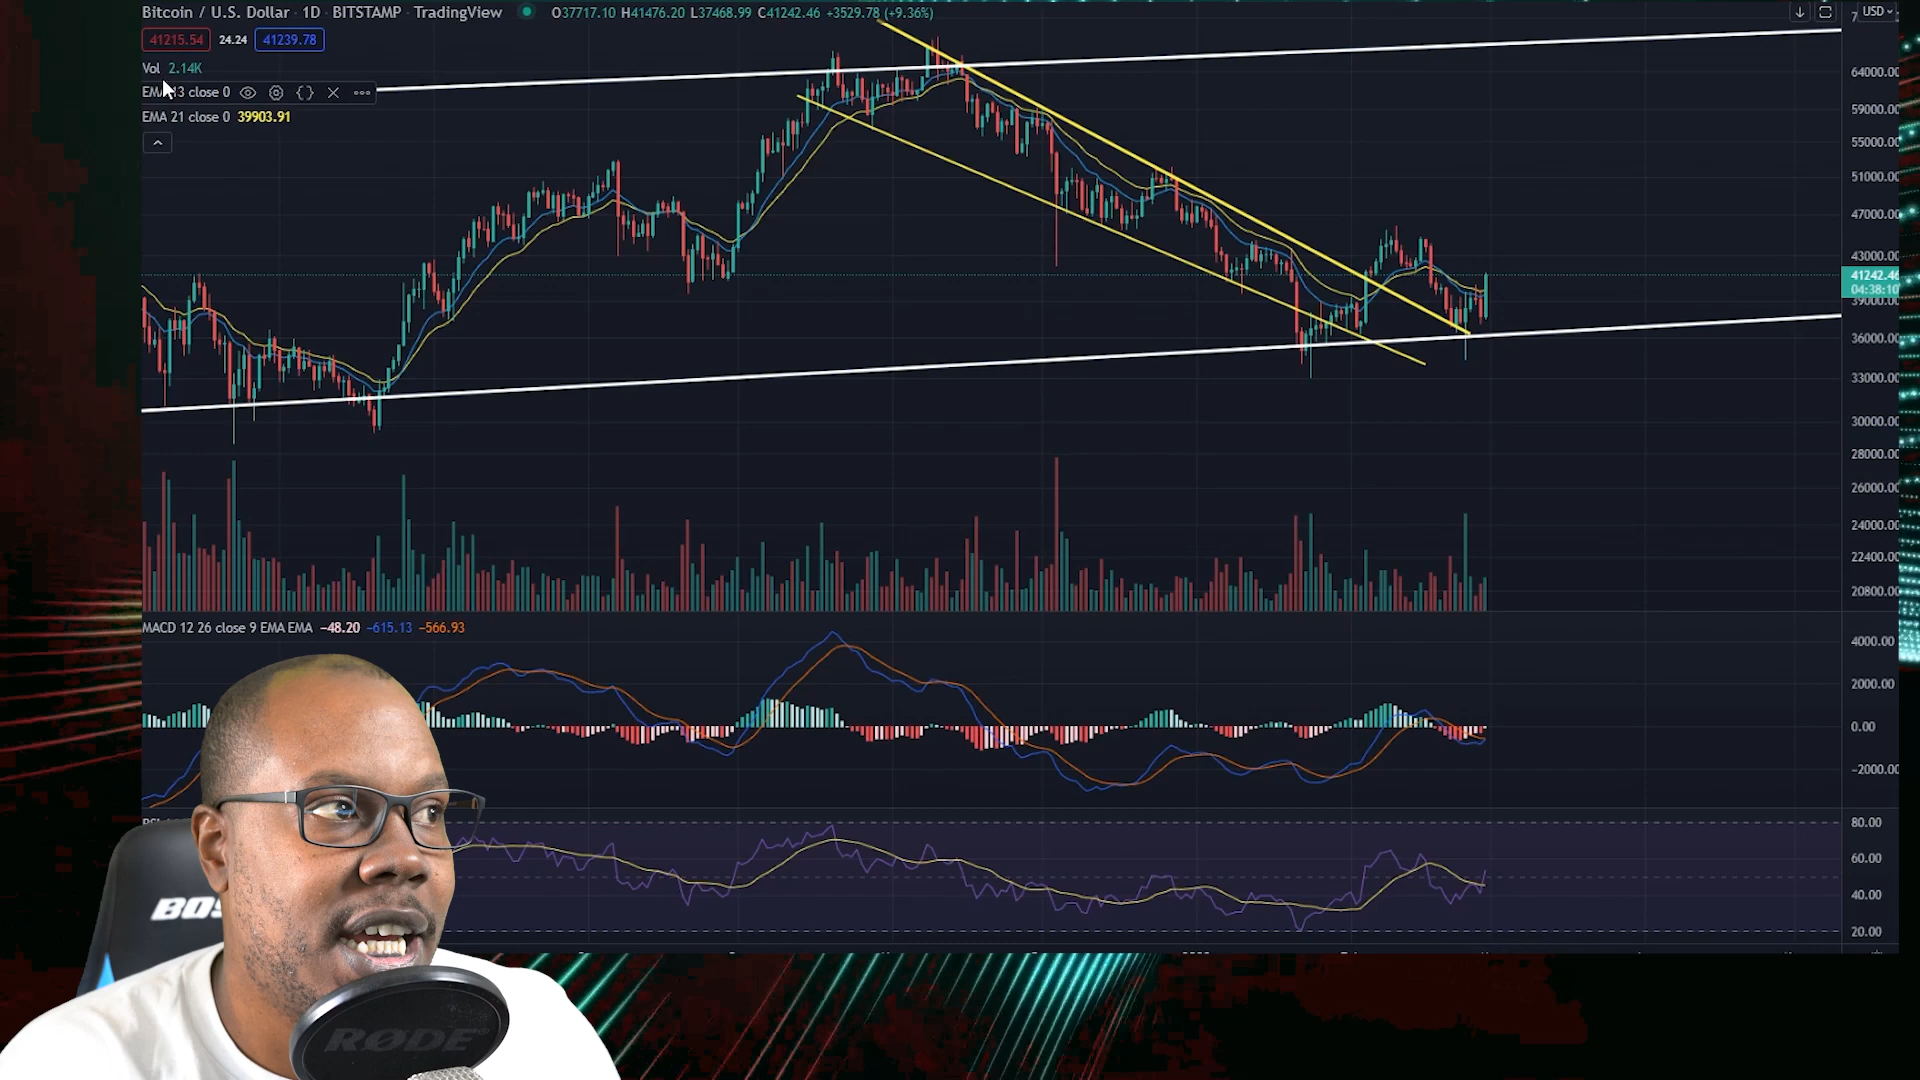 Bitcoin / U.S. Dollar · 1D · BITSTAMP · TradingView O37717.10 H41476.20 L37468.99 C41242.46 +3529.78 (+9.36%)
USD
41215.54 24.24 41239.78
Vol 2.14K
EMA 13 close 0
EMA 21 close 0 39903.91
64000.00
59000.00
55000.00
51000.00
47000.00
43000.00
41242.46
04:38:10
39000.00
36000.00
33000.00
30000.00
28000.00
26000.00
24000.00
22400.00
20800.00
MACD 12 26 close 9 EMA EMA −48.20 −615.13 −566.93
4000.00
2000.00
0.00
−2000.00
80.00
60.00
40.00
20.00
BOS
RØDE